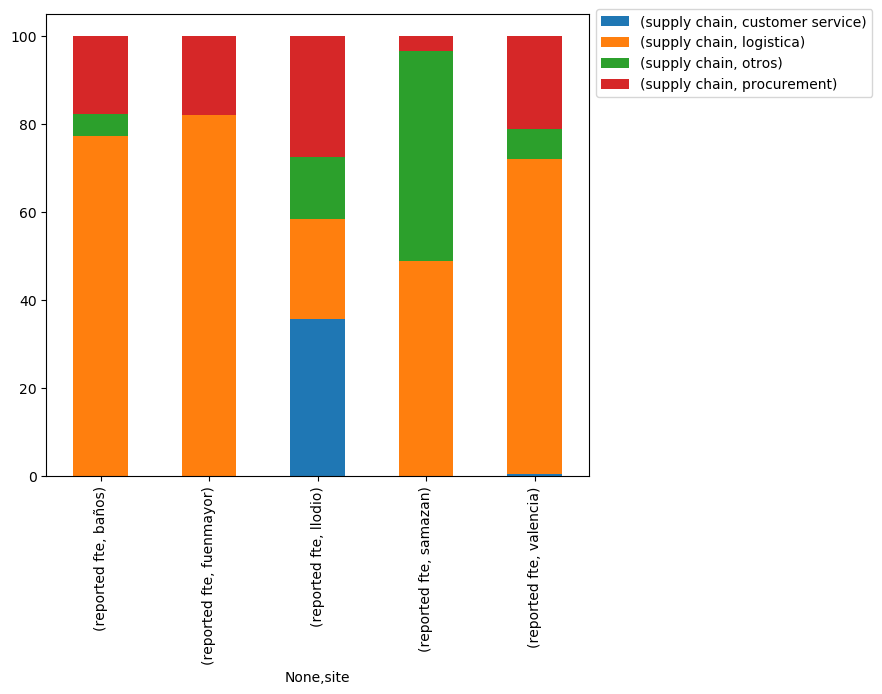 (supply chain, customer service)
(supply chain, logistica)
(supply chain, otros)
(supply chain, procurement)
100
80
60
40
20
0
(reported fte, baños)
(reported fte, fuenmayor)
(reported fte, llodio)
(reported fte, samazan)
(reported fte, valencia)
None,site